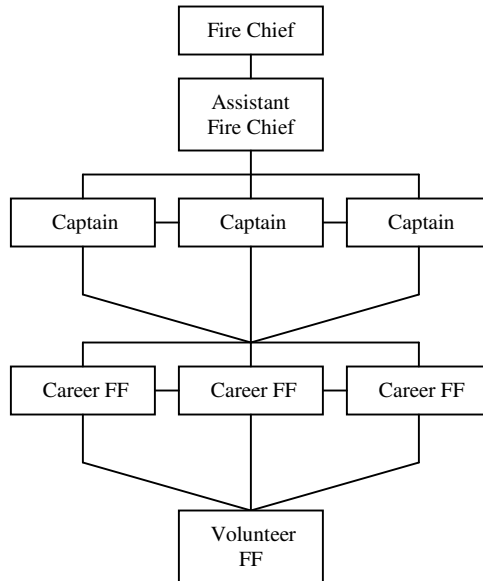 Fire Chief
Assistant
Fire Chief
Captain
Captain
Captain
Career FF
Career FF
Career FF
Volunteer
FF